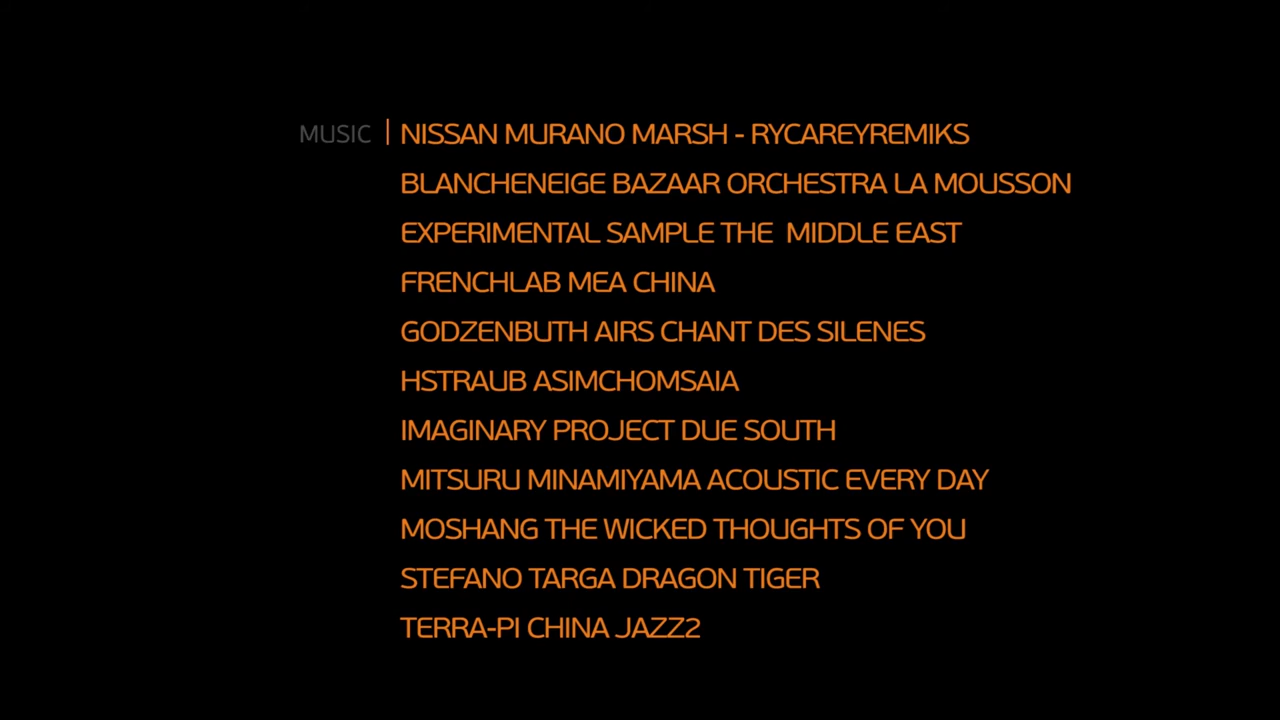 MUSIC | NISSAN MURANO MARSH - RYCAREYREMIKS
BLANCHENEIGE BAZAAR ORCHESTRA LA MOUSSON
EXPERIMENTAL SAMPLE THE  MIDDLE EAST
FRENCHLAB MEA CHINA
GODZENBUTH AIRS CHANT DES SILENES
HSTRAUB ASIMCHOMSAIA
IMAGINARY PROJECT DUE SOUTH
MITSURU MINAMIYAMA ACOUSTIC EVERY DAY
MOSHANG THE WICKED THOUGHTS OF YOU
STEFANO TARGA DRAGON TIGER
TERRA-PI CHINA JAZZ2